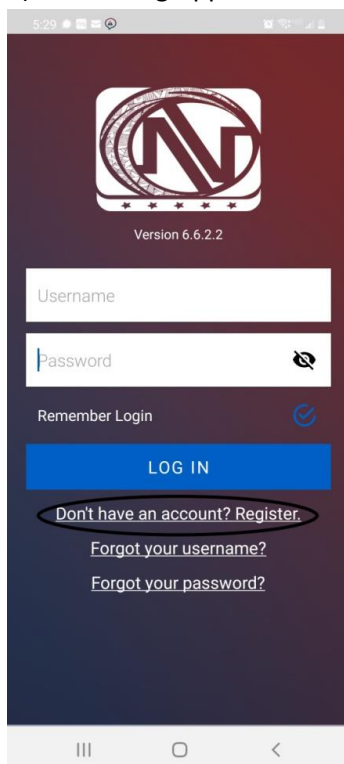 5:29
N
Version 6.6.2.2
Username
Password
Remember Login
LOG IN
Don't have an account? Register.
Forgot your username?
Forgot your password?